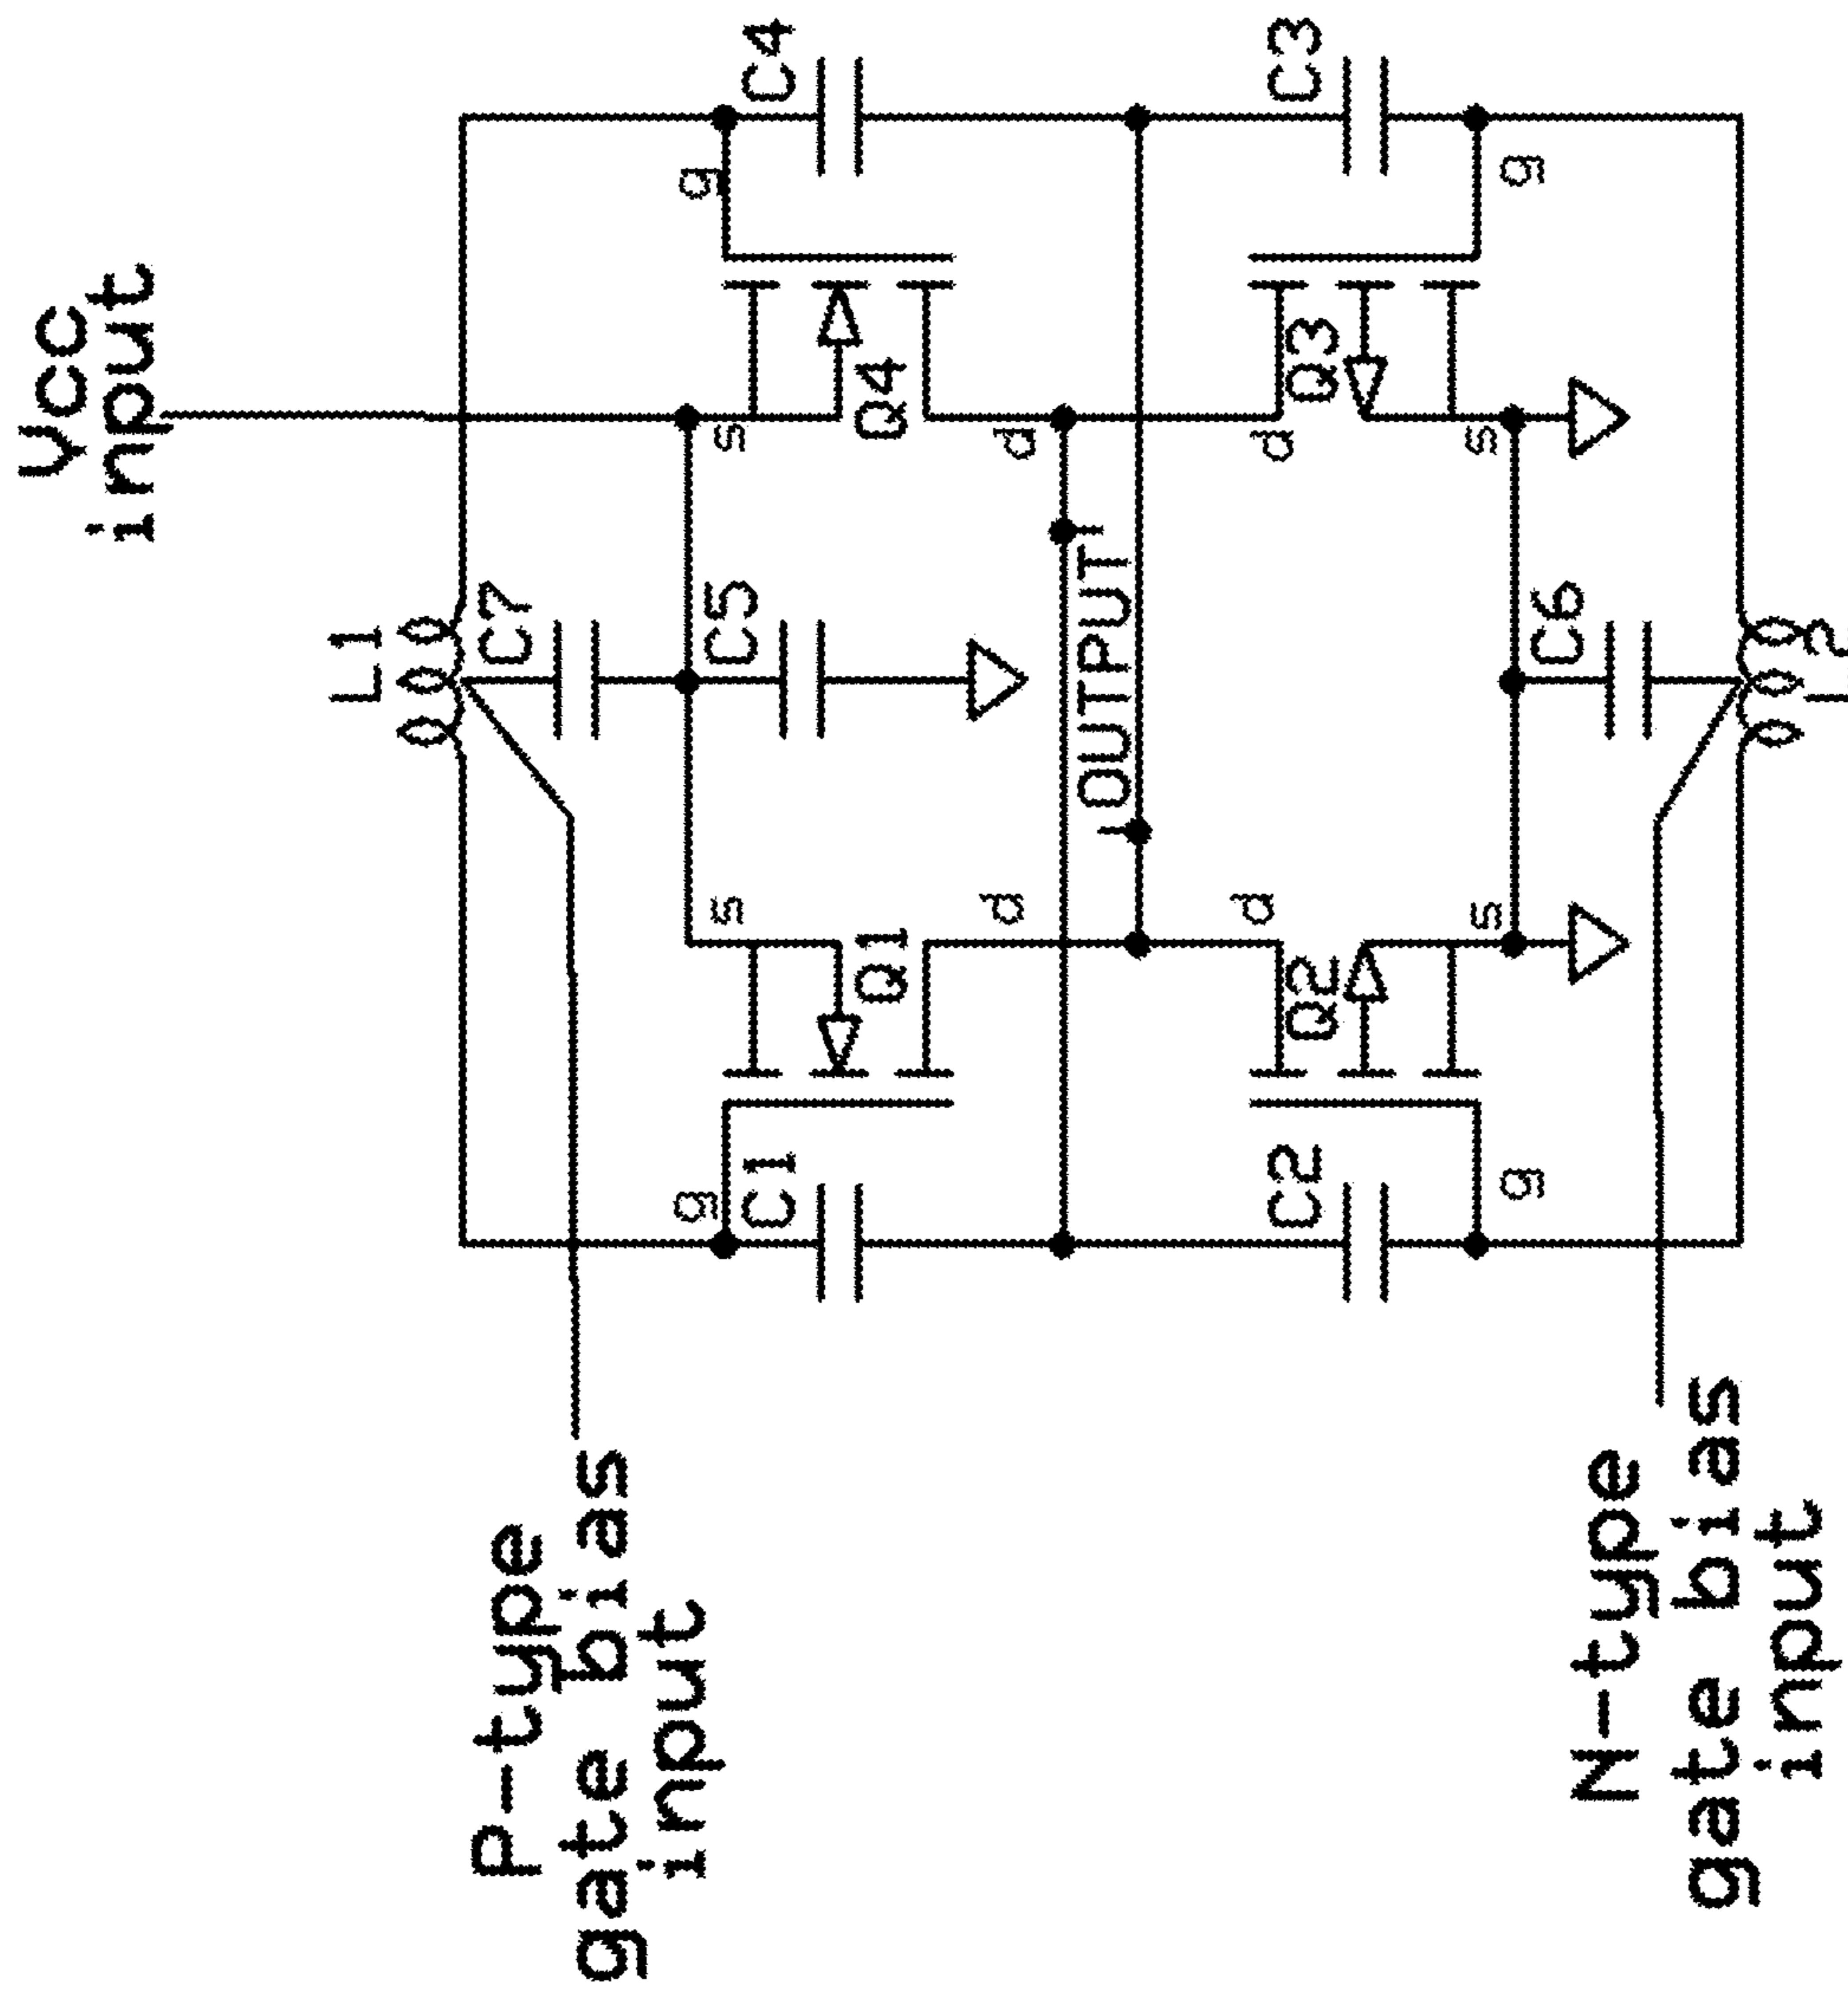 Vcc
input
L1
C7
P-type
gate bias
input
g
g
s
s
C1
C5
C4
Q1
Q4
d
d
OUTPUT
d
d
C2
Q2
Q3
C3
g
s
s
g
C6
N-type
gate bias
input
L2